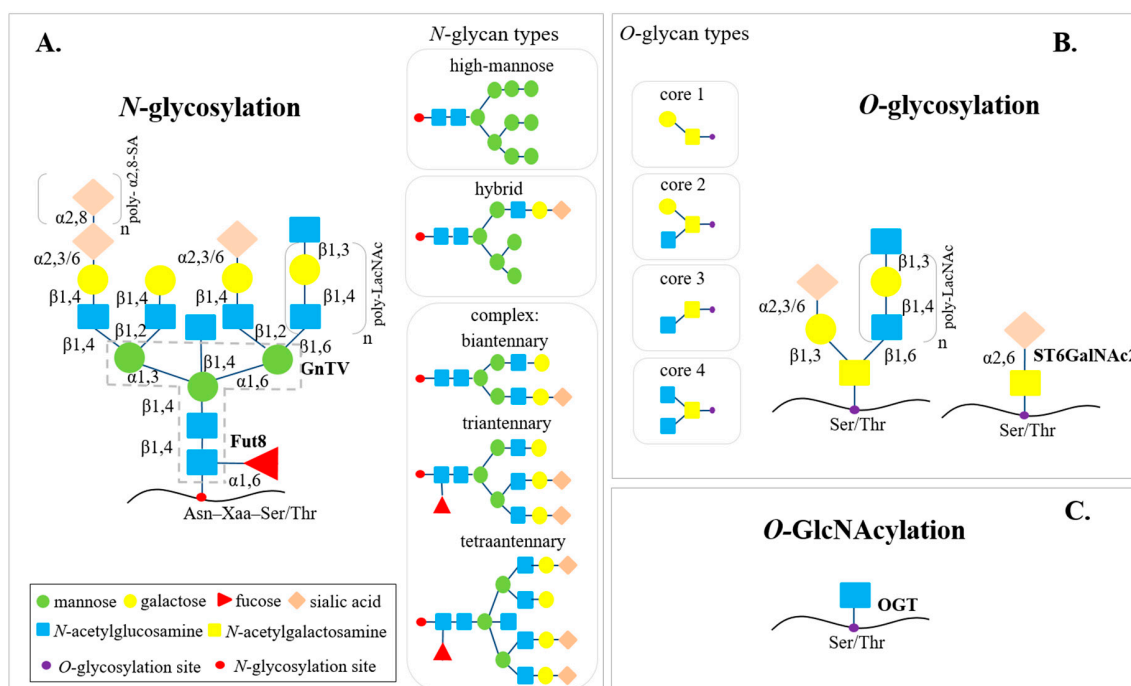 A.
N-glycosylation
poly- α2,8-SA
α2,8
n
α2,3/6
α2,3/6
β1,3
poly-LacNAc
β1,4
β1,4
β1,4
β1,4
n
β1,4
β1,2
β1,4
β1,2
β1,6
GnTV
α1,3
α1,6
β1,4
β1,4
Fut8
α1,6
Asn–Xaa–Ser/Thr
mannose galactose fucose sialic acid
N-acetylglucosamine N-acetylgalactosamine
O-glycosylation site N-glycosylation site
N-glycan types
high-mannose
hybrid
complex:
biantennary
triantennary
tetraantennary
O-glycan types
core 1
core 2
core 3
core 4
B.
O-glycosylation
β1,3
poly-LacNAc
α2,3/6
β1,4
n
β1,3
β1,6
Ser/Thr
α2,6
ST6GalNAc2
Ser/Thr
C.
O-GlcNAcylation
OGT
Ser/Thr